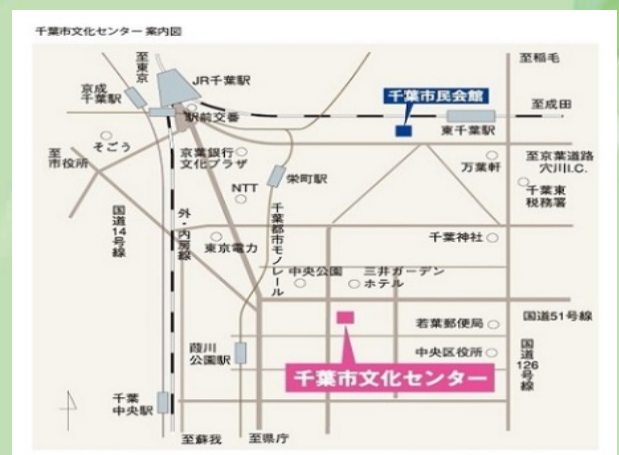 千葉市文化センター 案内図
至東京
JR千葉駅
至稲毛
京成
千葉駅
千葉市民会館
至成田
駅前交番
東千葉駅
そごう
至
市役所
京葉銀行
文化プラザ
万葉軒
至京葉道路
穴川I.C.
栄町駅
NTT
千葉東
税務署
国道14号線
外・内房線
千葉都市モノレール
東京電力
千葉神社
中央公園
三井ガーデン
ホテル
国道51号線
若葉郵便局
葭川
公園駅
中央区役所
国道126号線
千葉市文化センター
千葉
中央駅
至蘇我
至県庁